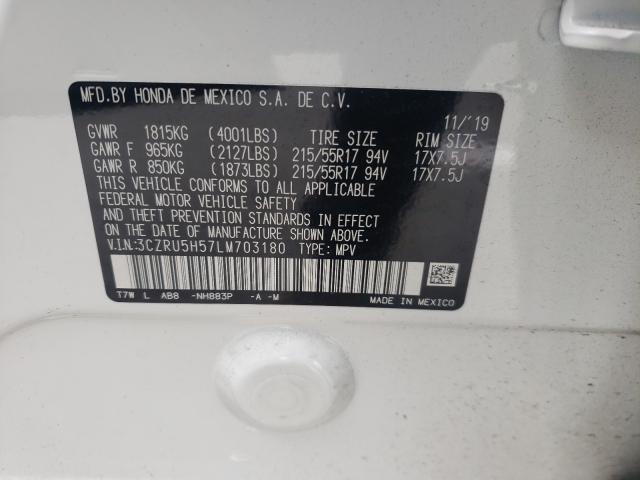 MFD.BY HONDA DE MEXICO S.A. DE C.V.
11/'19
GVWR 1815KG (4001LBS) TIRE SIZE RIM SIZE
GAWR F 965KG (2127LBS) 215/55R17 94V 17X7.5J
GAWR R 850KG (1873LBS) 215/55R17 94V 17X7.5J
THIS VEHICLE CONFORMS TO ALL APPLICABLE
FEDERAL MOTOR VEHICLE SAFETY
AND THEFT PREVENTION STANDARDS IN EFFECT
ON THE DATE OF MANUFACTURE SHOWN ABOVE.
V.I.N.:3CZRU5H57LM703180 TYPE: MPV
T7W L AB8 -NH883P -A -M
MADE IN MEXICO